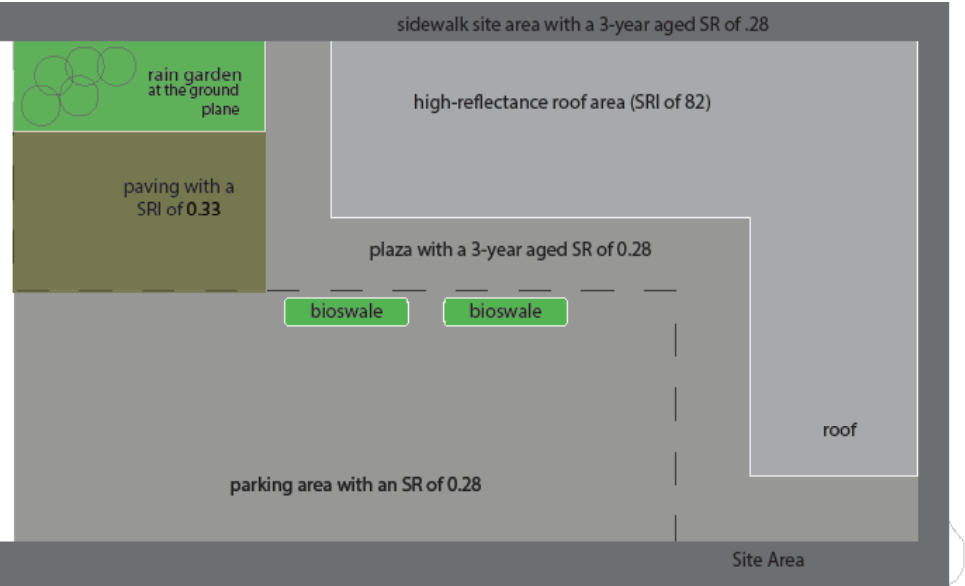 sidewalk site area with a 3-year aged SR of .28
rain garden
at the ground
plane
high-reflectance roof area (SRI of 82)
paving with a
SRI of 0.33
plaza with a 3-year aged SR of 0.28
bioswale
bioswale
roof
parking area with an SR of 0.28
Site Area